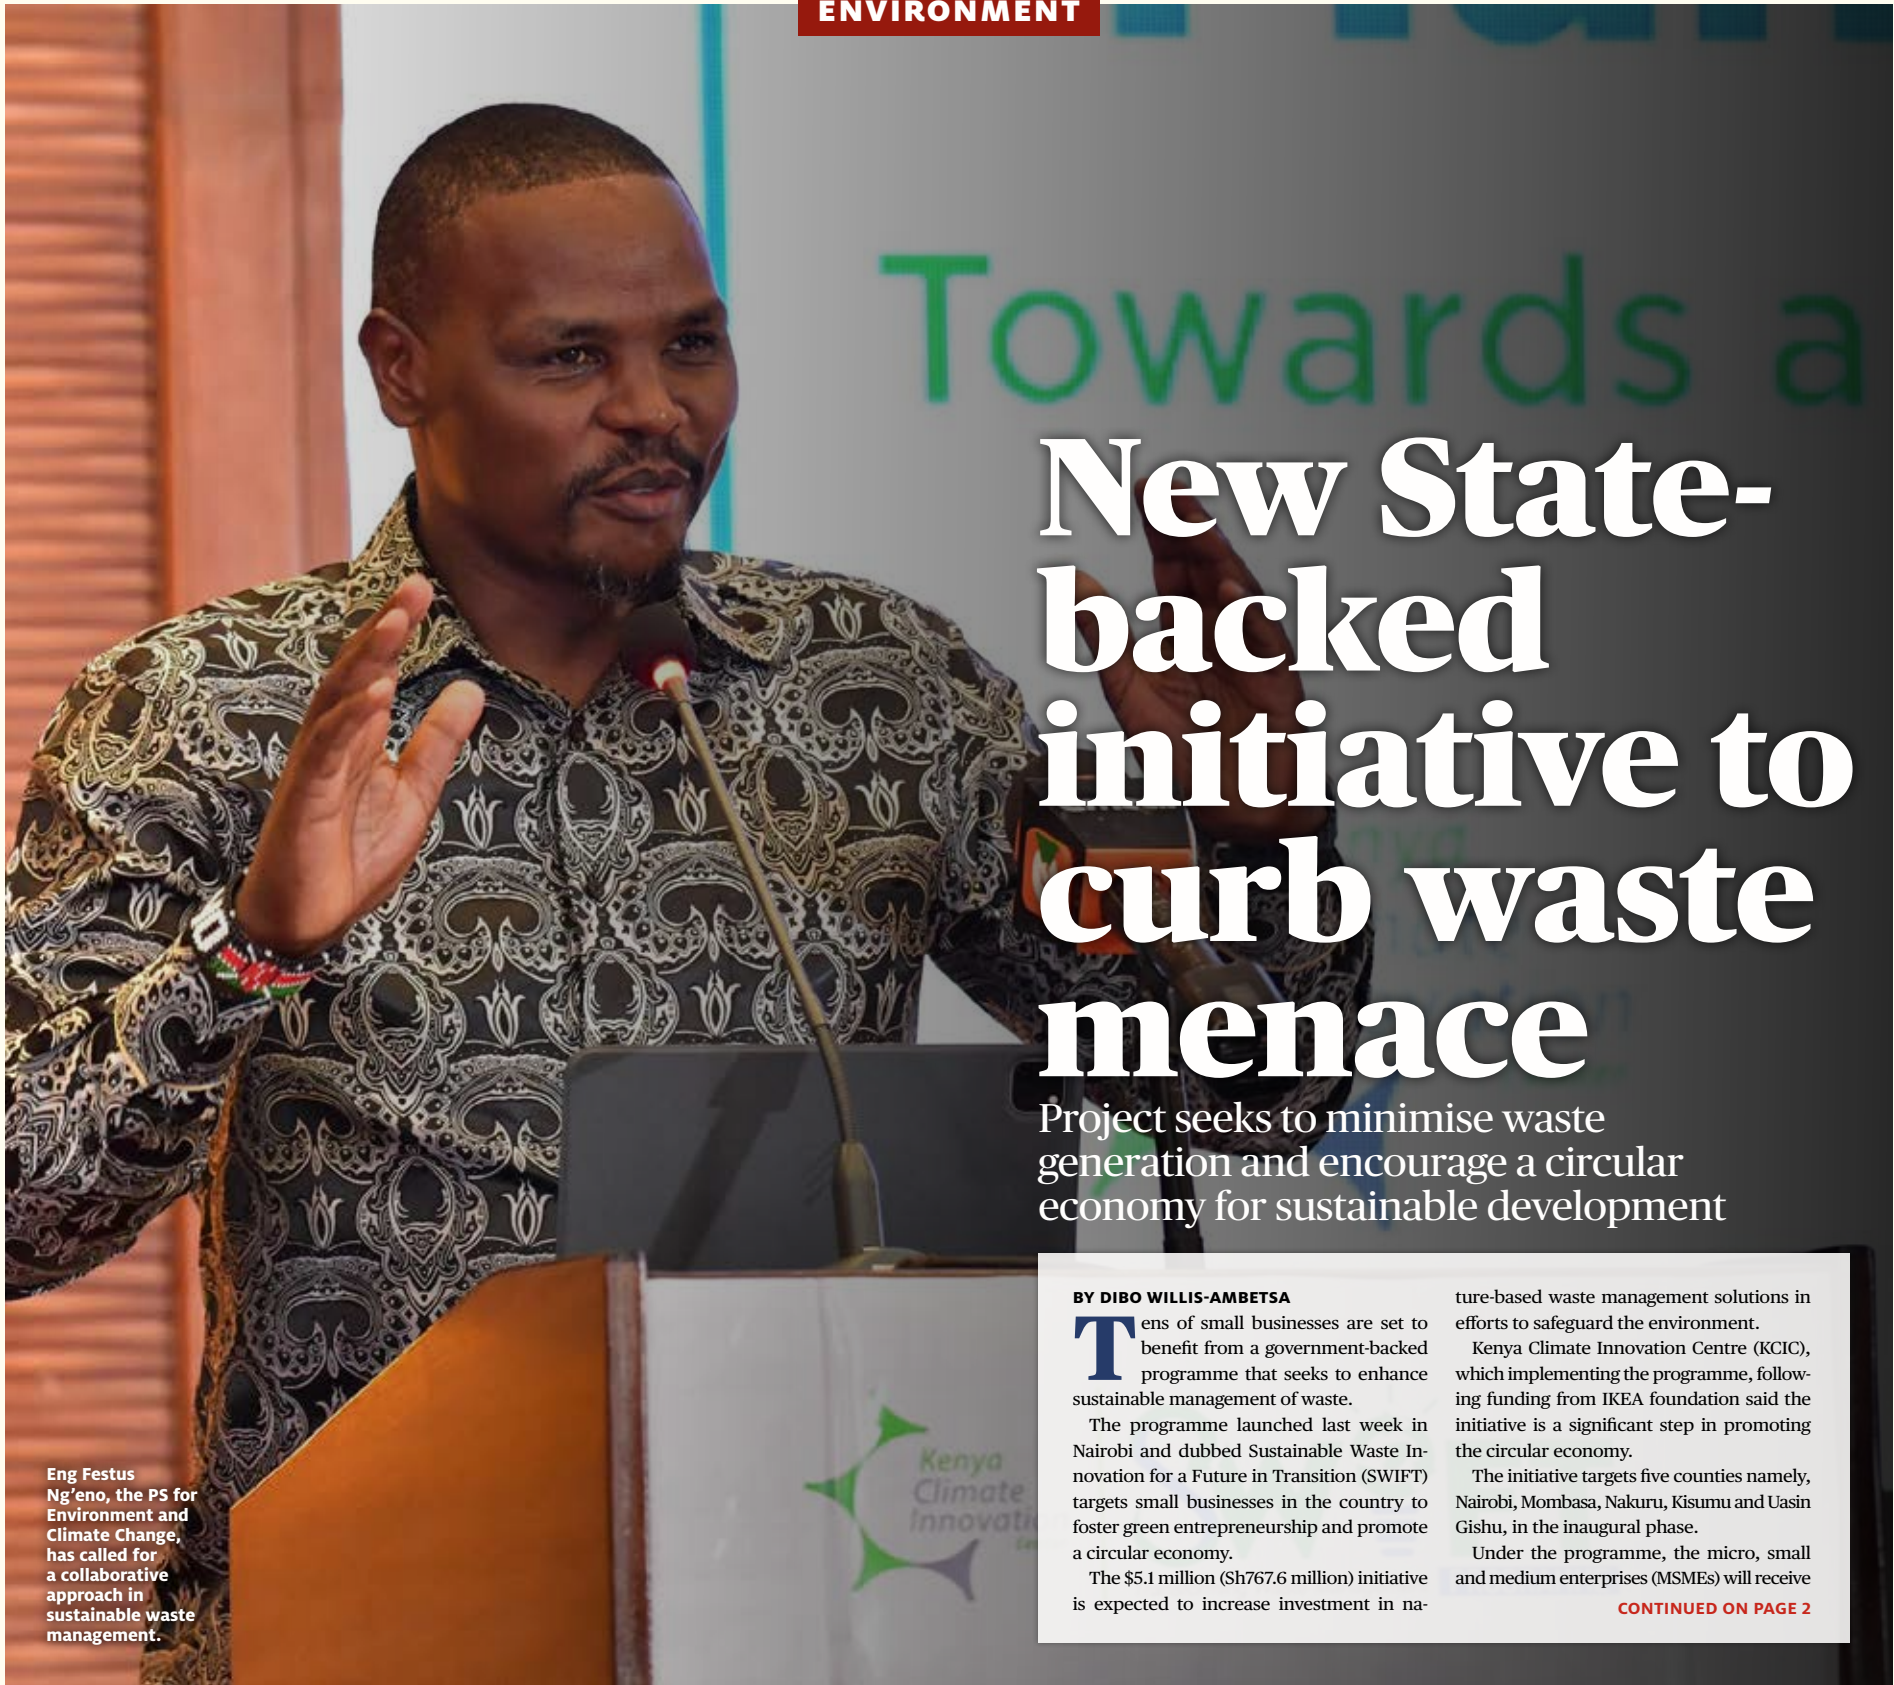 ENVIRONMENT
Towards a
New State-
backed
initiative to
curb waste
menace
Project seeks to minimise waste
generation and encourage a circular
economy for sustainable development
BY DIBO WILLIS-AMBETSA
Tens of small businesses are set to
benefit from a government-backed
programme that seeks to enhance
sustainable management of waste.
The programme launched last week in
Nairobi and dubbed Sustainable Waste In-
novation for a Future in Transition (SWIFT)
targets small businesses in the country to
foster green entrepreneurship and promote
a circular economy.
The $5.1 million (Sh767.6 million) initiative
is expected to increase investment in na-
ture-based waste management solutions in
efforts to safeguard the environment.
Kenya Climate Innovation Centre (KCIC),
which implementing the programme, follow-
ing funding from IKEA foundation said the
initiative is a significant step in promoting
the circular economy.
The initiative targets five counties namely,
Nairobi, Mombasa, Nakuru, Kisumu and Uasin
Gishu, in the inaugural phase.
Under the programme, the micro, small
and medium enterprises (MSMEs) will receive
CONTINUED ON PAGE 2
Kenya
Climate
Eng Festus
Ng'eno, the PS for
Environment and
Climate Change,
has called for
a collaborative
approach in
sustainable waste
management.